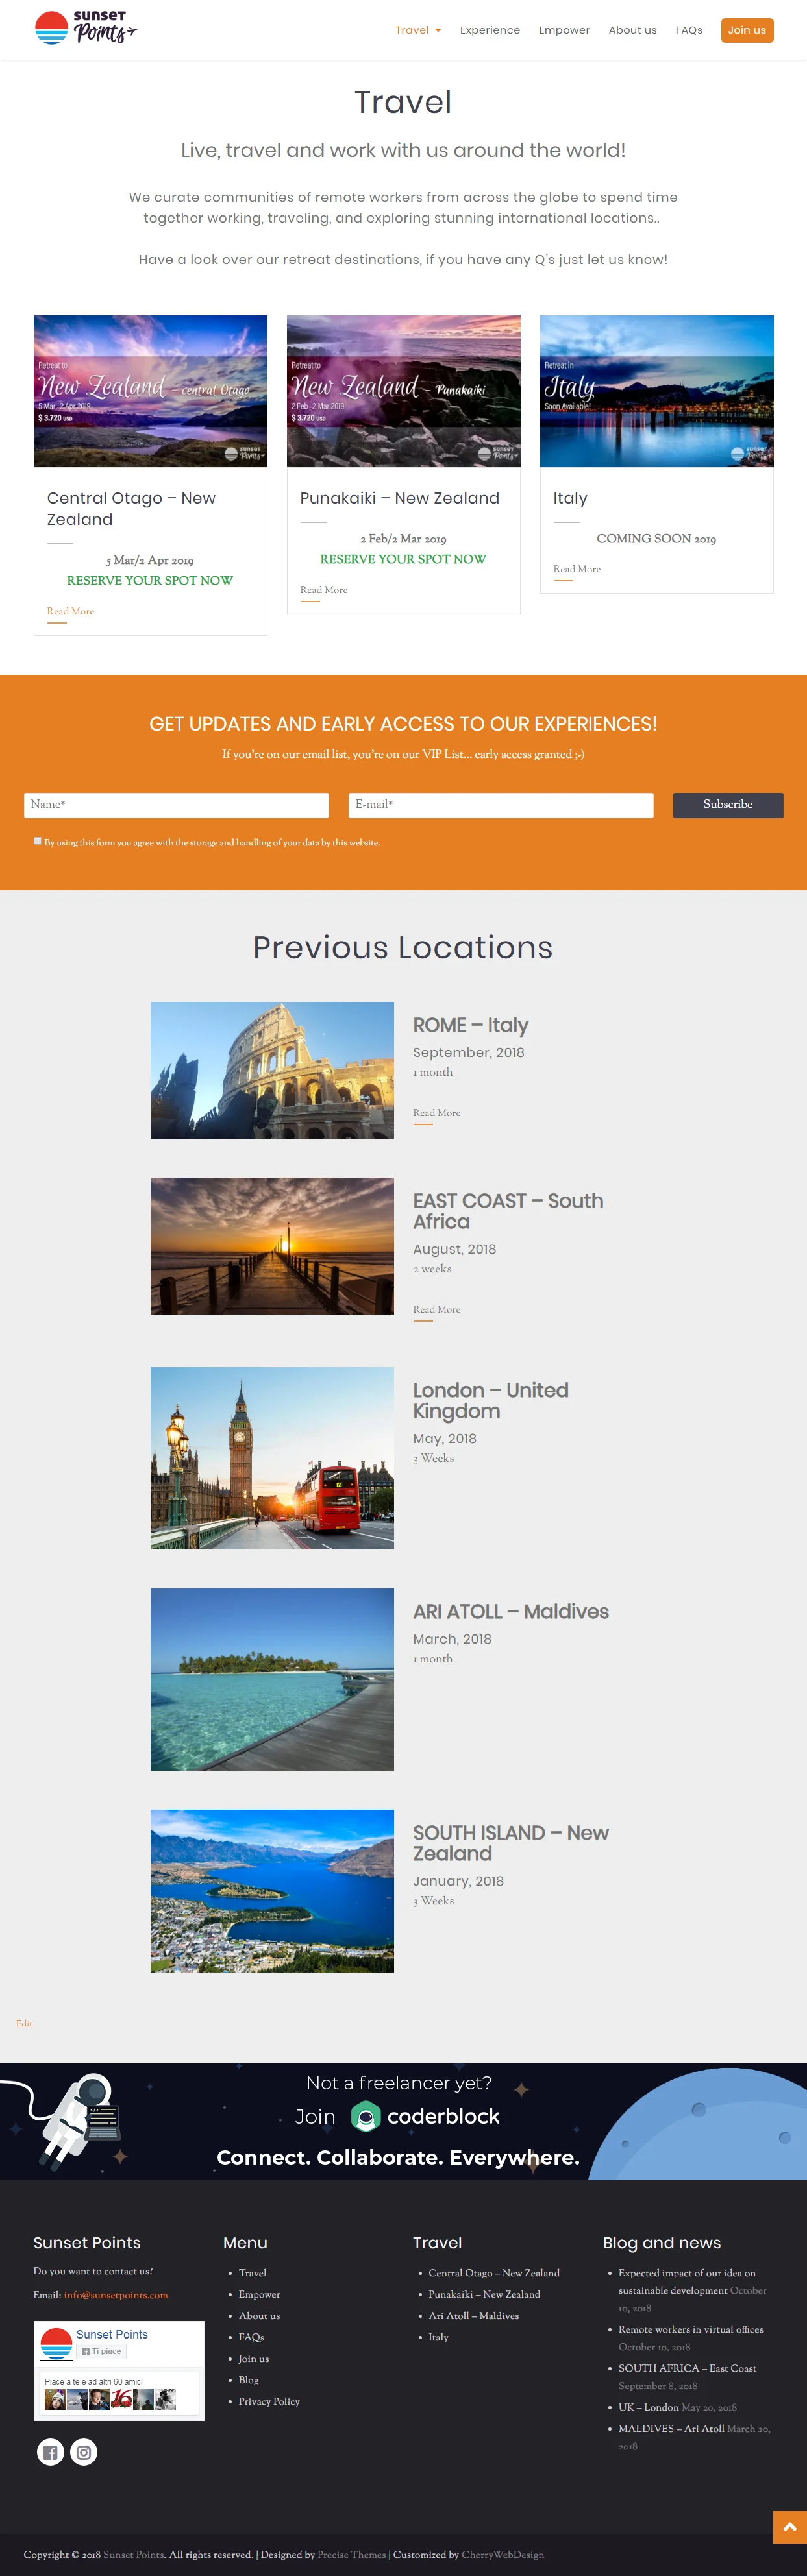 SUNSET
Points
Travel
Experience
Empower
About us
FAQs
Join us
Travel
Live, travel and work with us around the world!
We curate communities of remote workers from across the globe to spend time
together working, traveling, and exploring stunning international locations..
Have a look over our retreat destinations, if you have any Q's just let us know!
Retreat to
New Zealand – central Otago
5 Mar -2 Apr 2019
$ 3.720 USD
SUNSET
Points
Central Otago – New
Zealand
5 Mar/2 Apr 2019
RESERVE YOUR SPOT NOW
Read More
Retreat to
New Zealand – Punakaiki
2 Feb -2 Mar 2019
$ 3.720 USD
SUNSET
Points
Punakaiki – New Zealand
2 Feb/2 Mar 2019
RESERVE YOUR SPOT NOW
Read More
Retreat in
Italy
Soon Available!
SUNSET
Points
Italy
COMING SOON 2019
Read More
GET UPDATES AND EARLY ACCESS TO OUR EXPERIENCES!
If you're on our email list, you're on our VIP List... early access granted ;-)
Name*
E-mail*
Subscribe
By using this form you agree with the storage and handling of your data by this website.
Previous Locations
ROME – Italy
September, 2018
1 month
Read More
EAST COAST – South
Africa
August, 2018
2 weeks
Read More
London – United
Kingdom
May, 2018
3 Weeks
ARI ATOLL – Maldives
March, 2018
1 month
SOUTH ISLAND – New
Zealand
January, 2018
3 Weeks
Edit
Not a freelancer yet?
Join coderblock
Connect. Collaborate. Everywhere.
Sunset Points
Do you want to contact us?
Email: info@sunsetpoints.com
Sunset Points
Ti piace
Piace a te e ad altri 60 amici
16
Menu
Travel
Empower
About us
FAQs
Join us
Blog
Privacy Policy
Travel
Central Otago – New Zealand
Punakaiki – New Zealand
Ari Atoll – Maldives
Italy
Blog and news
Expected impact of our idea on
sustainable development October
10, 2018
Remote workers in virtual offices
October 10, 2018
SOUTH AFRICA – East Coast
September 8, 2018
UK – London May 20, 2018
MALDIVES – Ari Atoll March 20,
2018
Copyright © 2018 Sunset Points. All rights reserved. | Designed by Precise Themes | Customized by CherryWebDesign